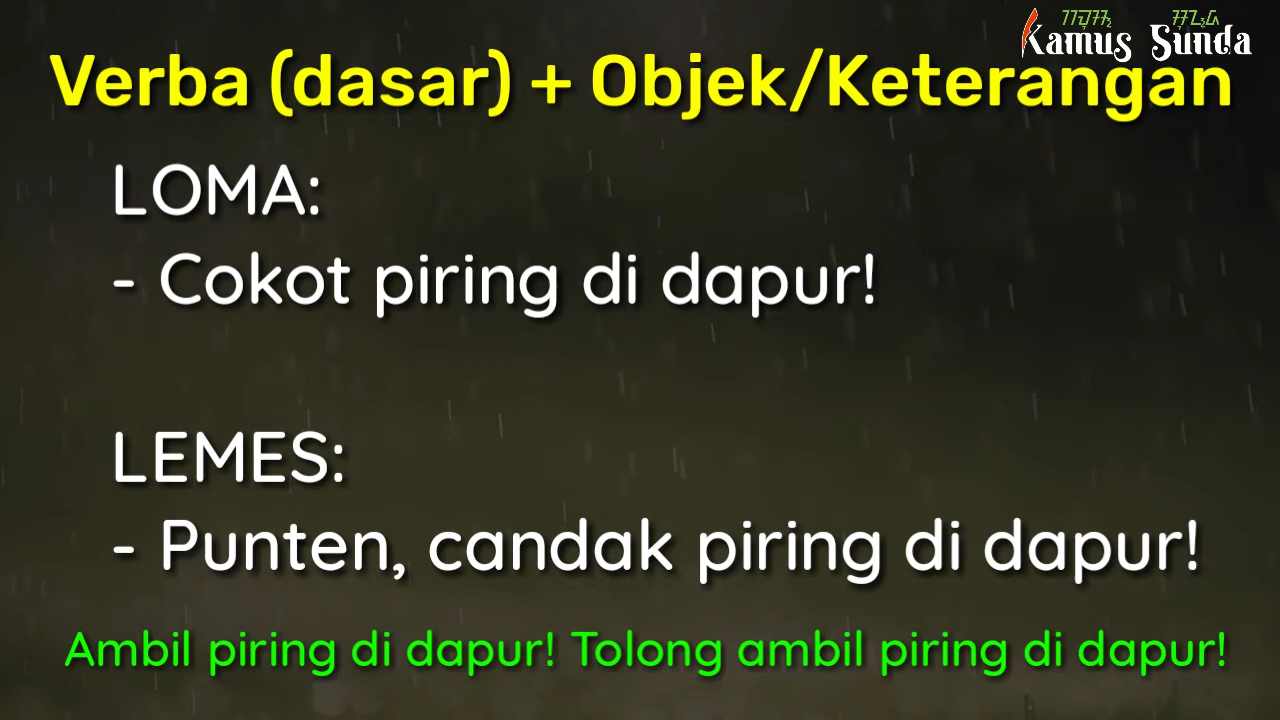 Kamus Sunda
Verba (dasar) + Objek/Keterangan
LOMA:
- Cokot piring di dapur!
LEMES:
- Punten, candak piring di dapur!
Ambil piring di dapur! Tolong ambil piring di dapur!